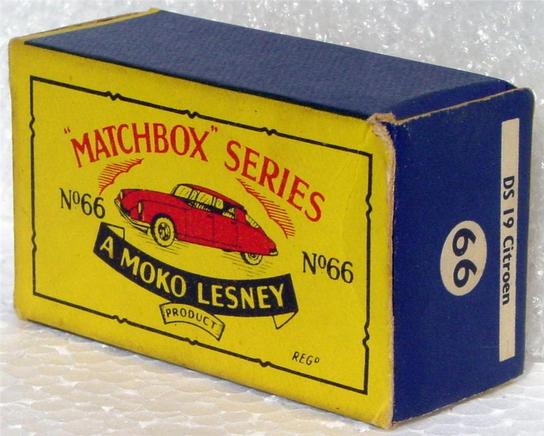 "MATCHBOX" SERIES
No66
No66
A MOKO LESNEY
PRODUCT
REGD
66
DS 19 Citroen